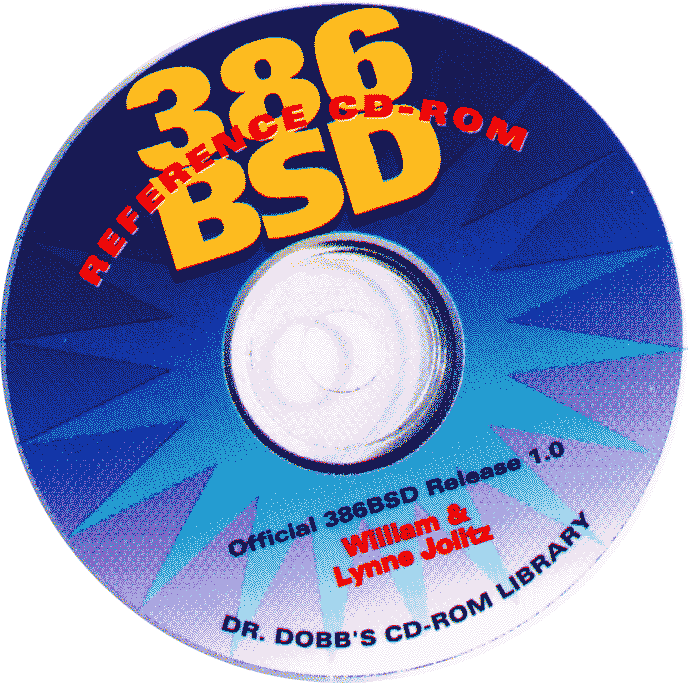 386
BSD
REFERENCE CD-ROM
Official 386BSD Release 1.0
William &
Lynne Jolitz
DR. DOBB'S CD-ROM LIBRARY